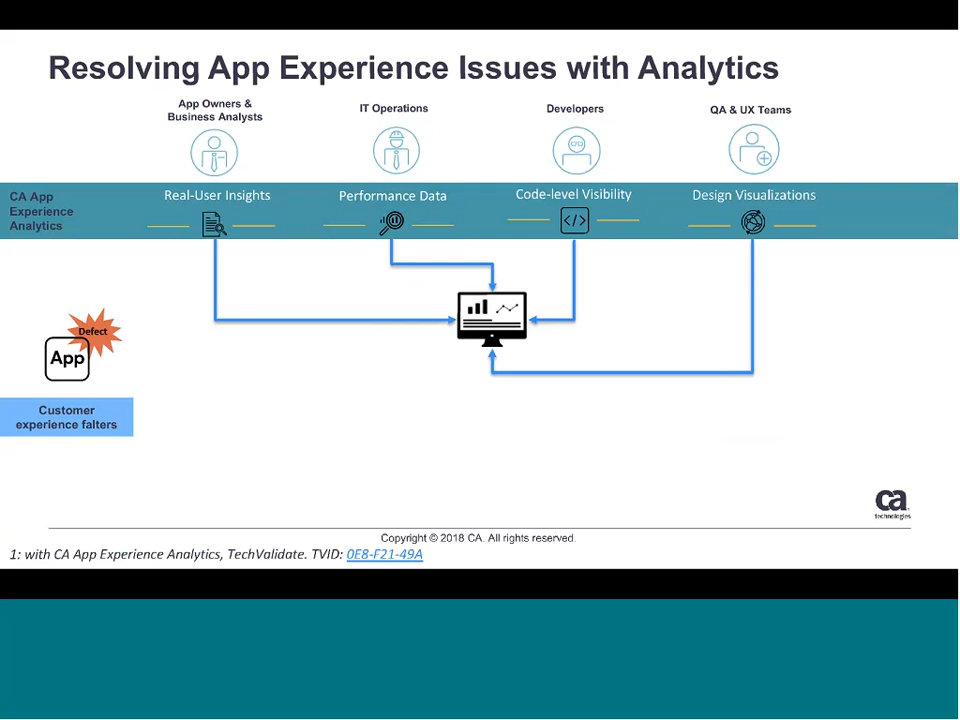 Resolving App Experience Issues with Analytics
App Owners &
Business Analysts
IT Operations
Developers
QA & UX Teams
CA App
Experience
Analytics
Real-User Insights
Performance Data
Code-level Visibility
Design Visualizations
</>
Defect
App
Customer
experience falters
ca
technologies
Copyright © 2018 CA. All rights reserved.
1: with CA App Experience Analytics, TechValidate. TVID: 0E8-F21-49A